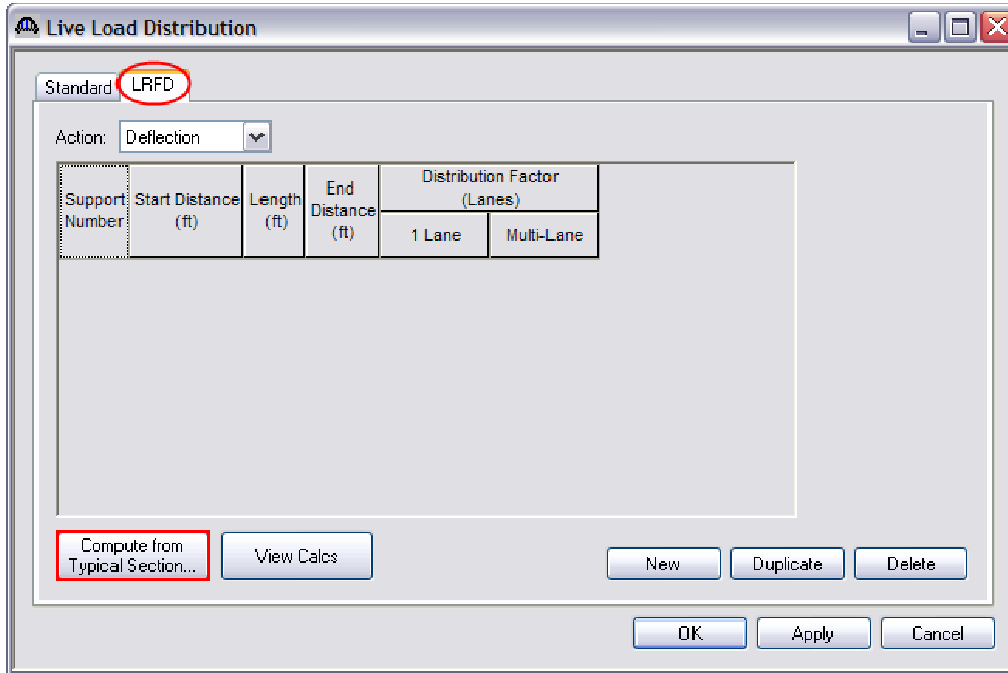 Live Load Distribution
Standard
LRFD
Action:
Deflection
Support
Number
Start Distance
(ft)
Length
(ft)
End
Distance
(ft)
Distribution Factor
(Lanes)
1 Lane
Multi-Lane
Compute from
Typical Section...
View Calcs
New
Duplicate
Delete
OK
Apply
Cancel